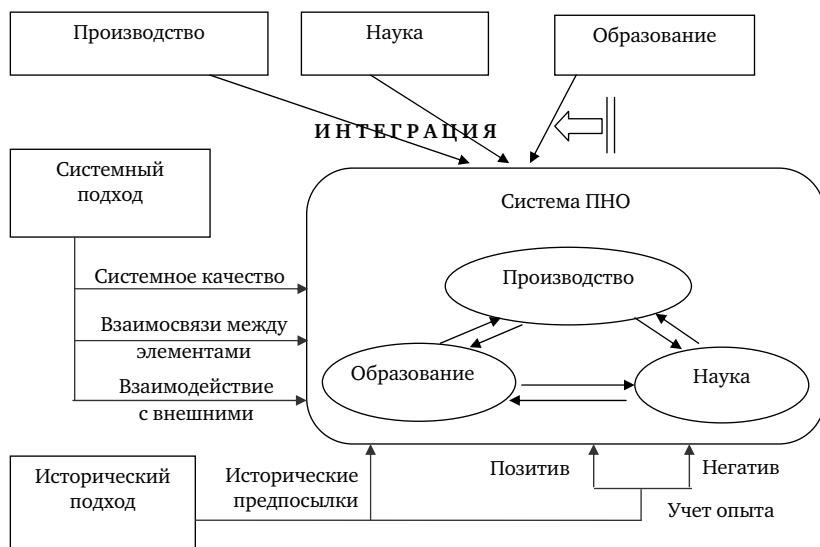 Производство
Наука
Образование
ИНТЕГРАЦИЯ
Системный
подход
Система ПНО
Системное качество
Производство
Взаимосвязи между
элементами
Образование
Наука
Взаимодействие
с внешними
Исторический
подход
Исторические
предпосылки
Позитив
Негатив
Учет опыта